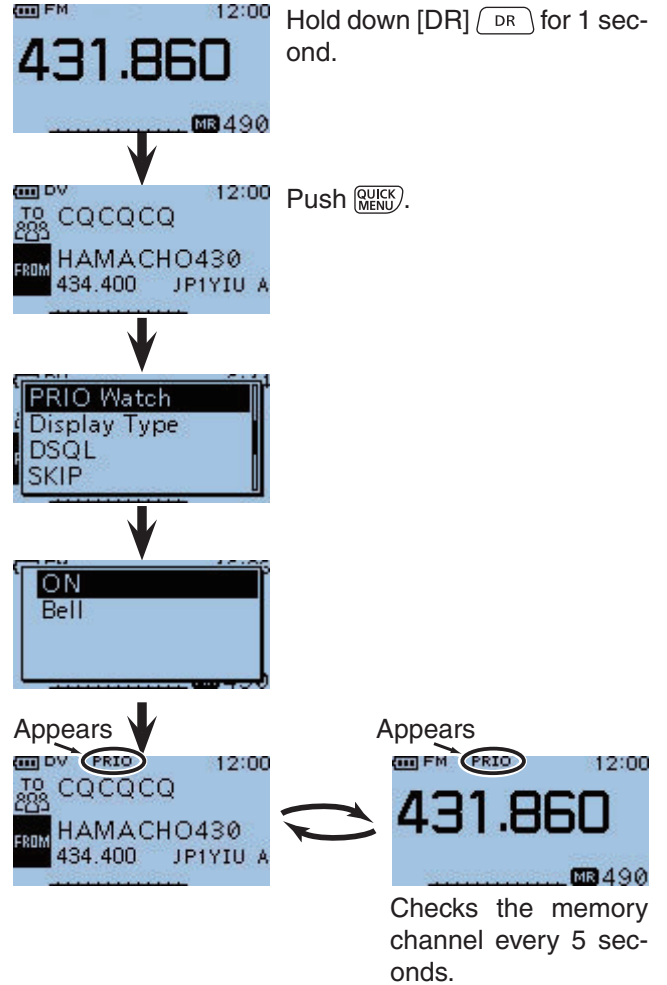 FM 12:00
431.860
MR 490
Hold down [DR] DR for 1 sec-
ond.
DV 12:00
TO CQCQCQ
FROM HAMACHO430
434.400 JP1YIU A
Push QUICK MENU.
PRIO Watch
Display Type
DSQL
SKIP
ON
Bell
Appears
DV PRIO 12:00
TO CQCQCQ
FROM HAMACHO430
434.400 JP1YIU A
Appears
FM PRIO 12:00
431.860
MR 490
Checks the memory
channel every 5 sec-
onds.